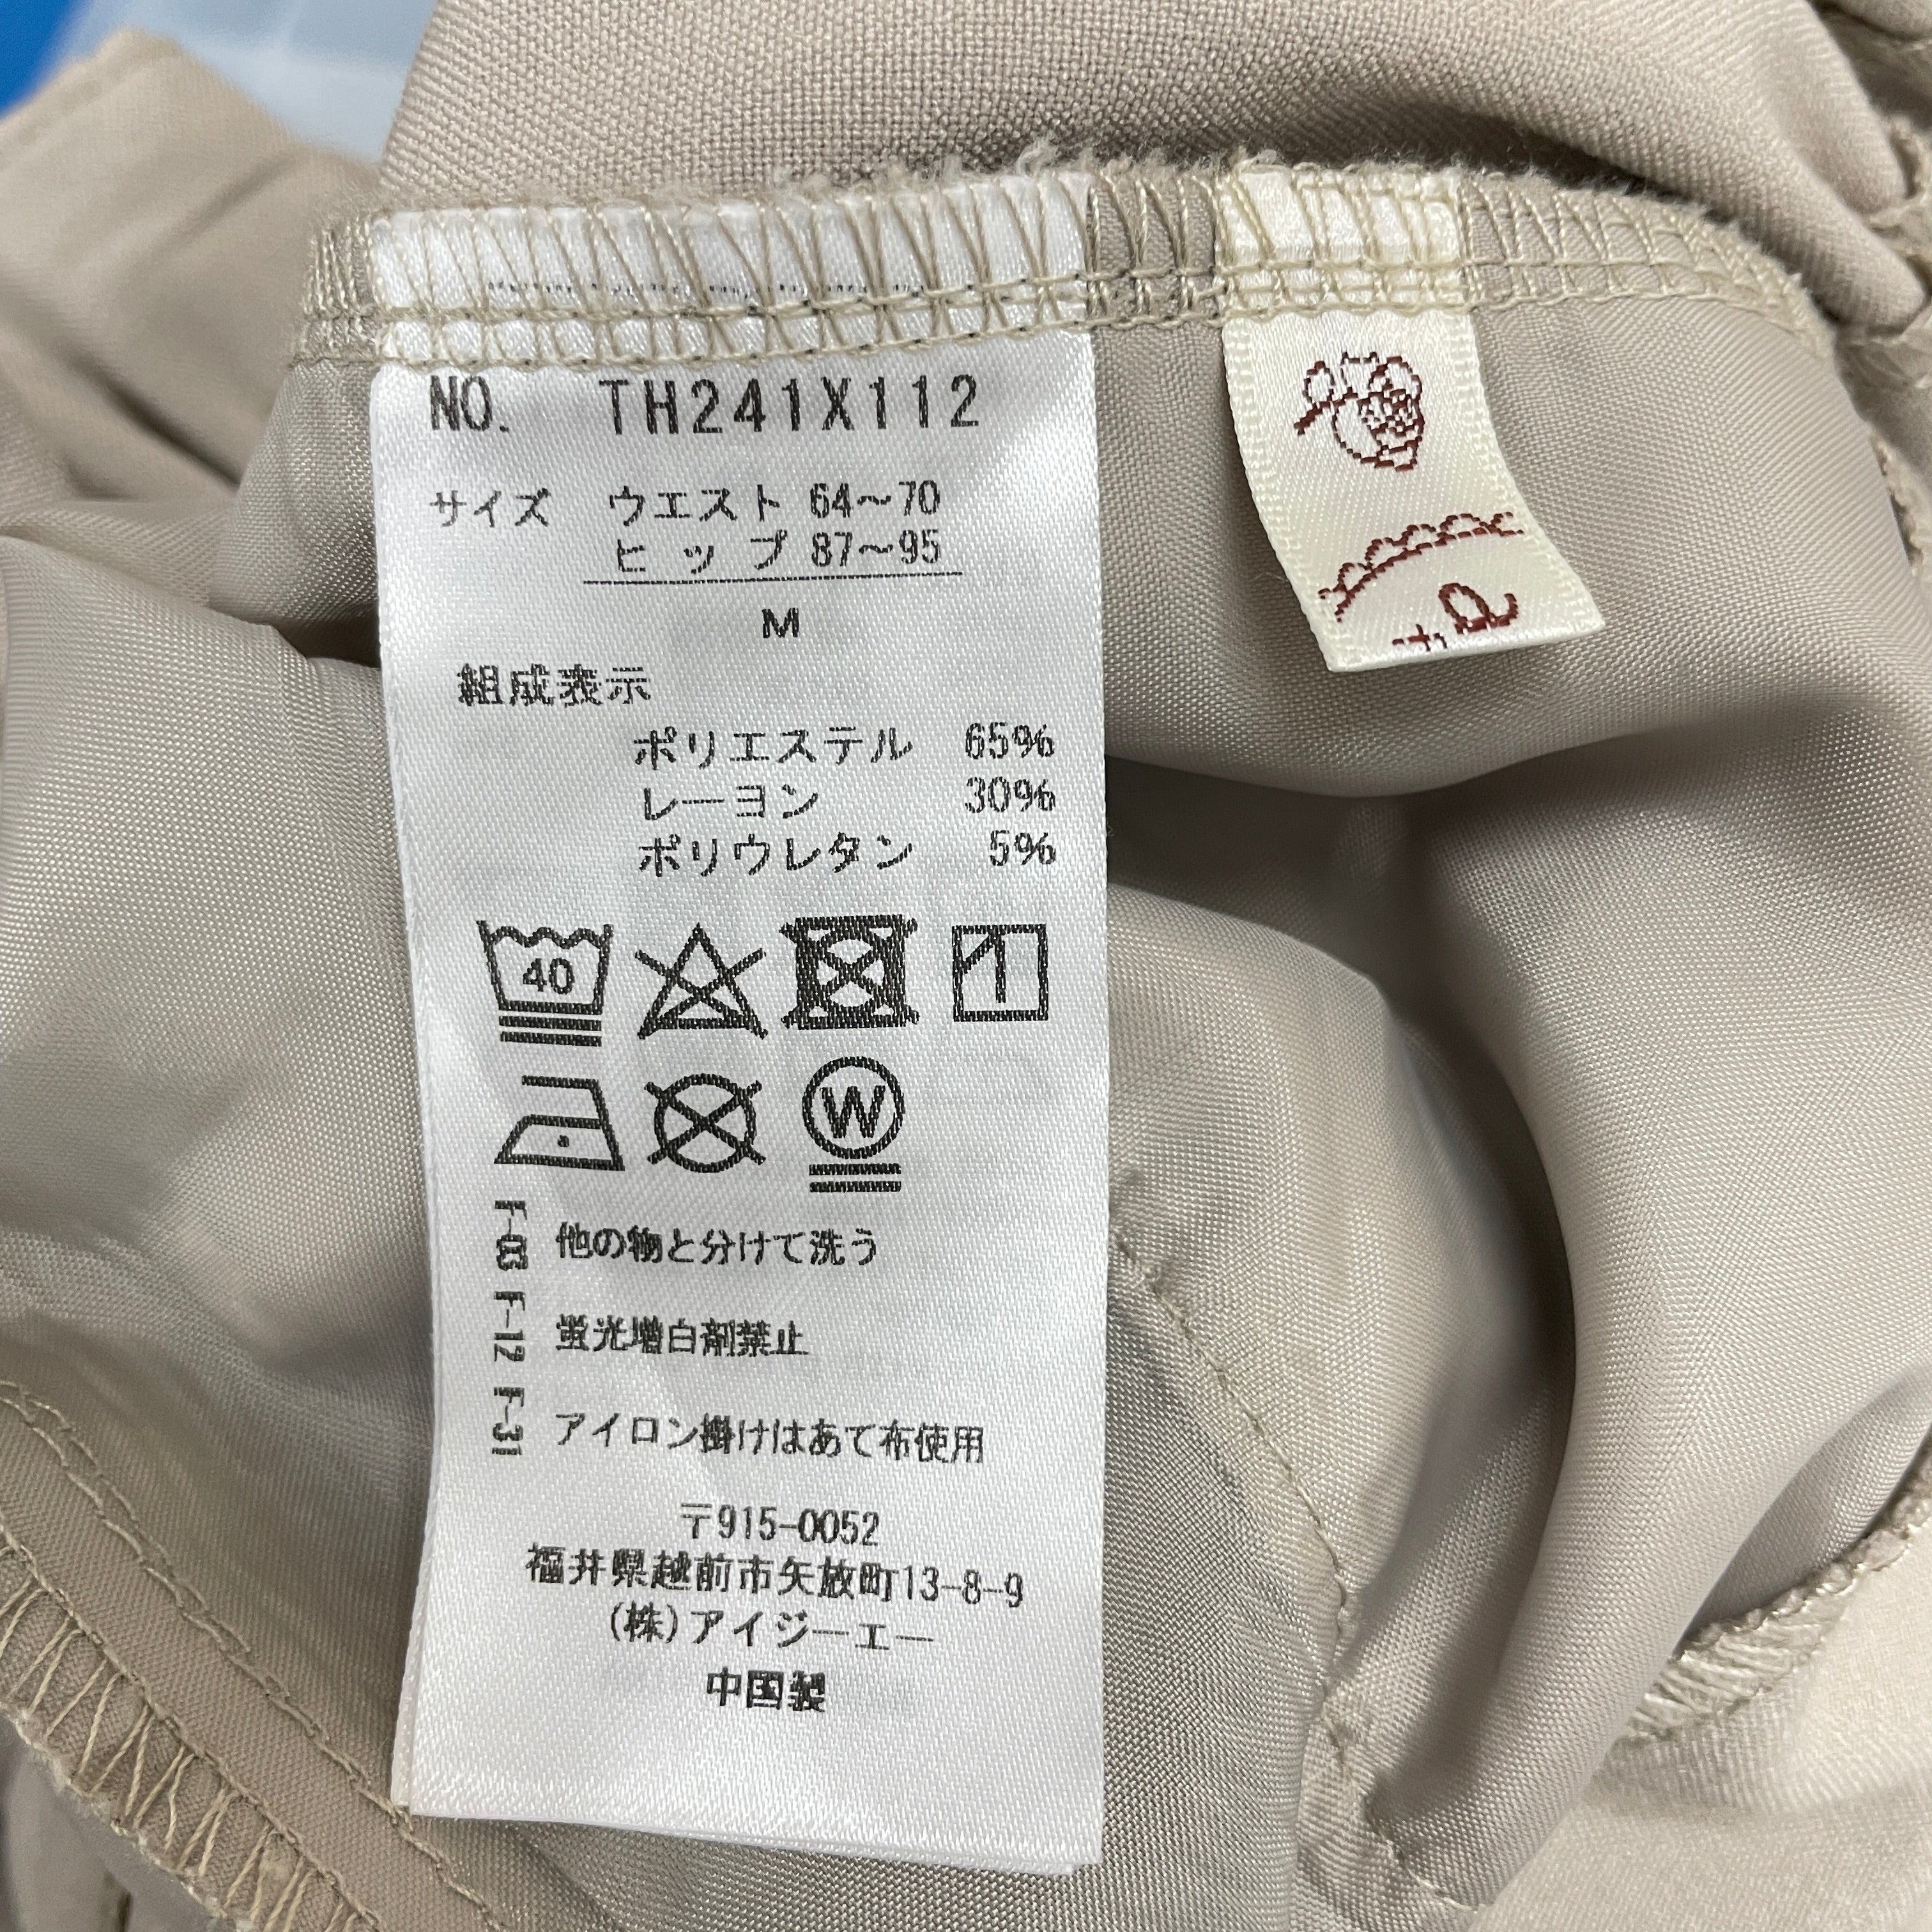 NO. TH241X112
サイズ ウエスト 64～70
ヒップ 87～95
M
組成表示
ポリエステル 65%
レーヨン 30%
ポリウレタン 5%
40
W
F-03 他の物と分けて洗う
F-12 蛍光増白剤禁止
F-31 アイロン掛けはあて布使用
〒915-0052
福井県越前市矢放町13-8-9
(株)アイジーエー
中国製